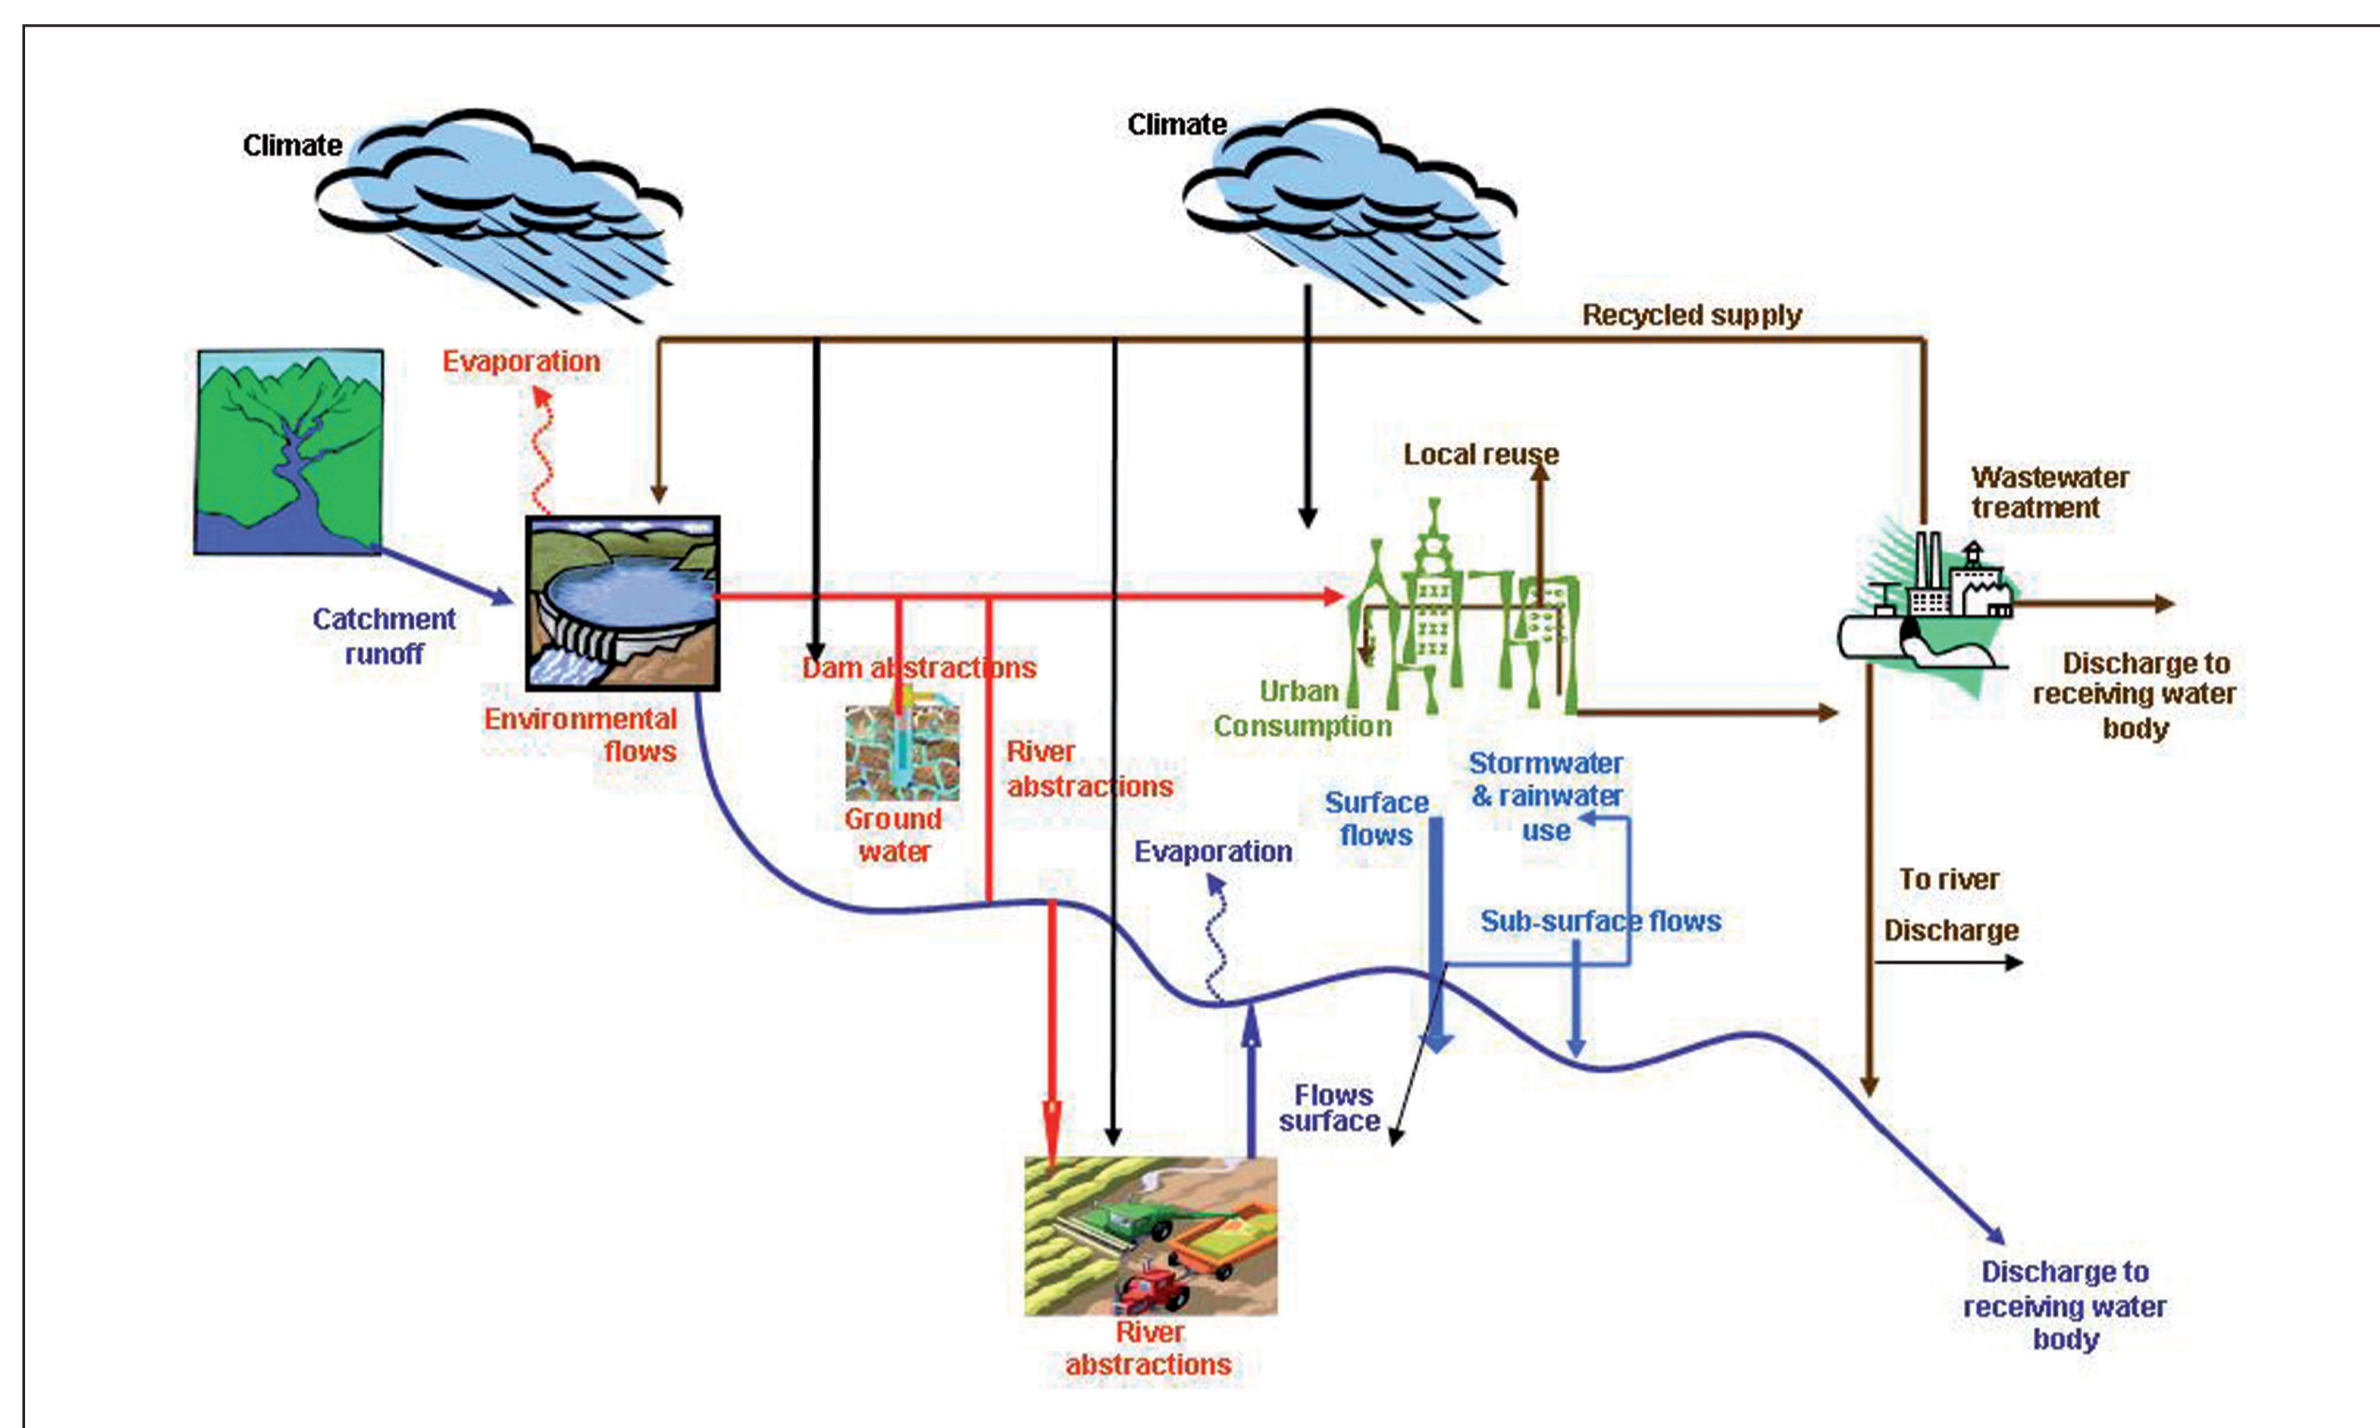 Climate
Climate
Recycled supply
Evaporation
Local reuse
Wastewater
treatment
Catchment
runoff
Dam abstractions
Discharge to
receiving water
body
Urban
Consumption
Environmental
flows
River
abstractions
Stormwater
& rainwater
use
Surface
flows
Ground
water
Evaporation
To river
Discharge
Sub-surface flows
Flows
surface
Discharge to
receiving water
body
River
abstractions